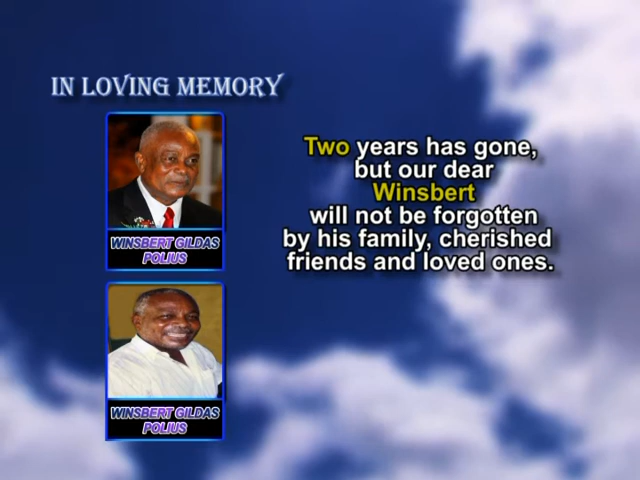 IN LOVING MEMORY
WINSBERT GILDAS
POLIUS
WINSBERT GILDAS
POLIUS
Two years has gone,
but our dear
Winsbert
will not be forgotten
by his family, cherished
friends and loved ones.